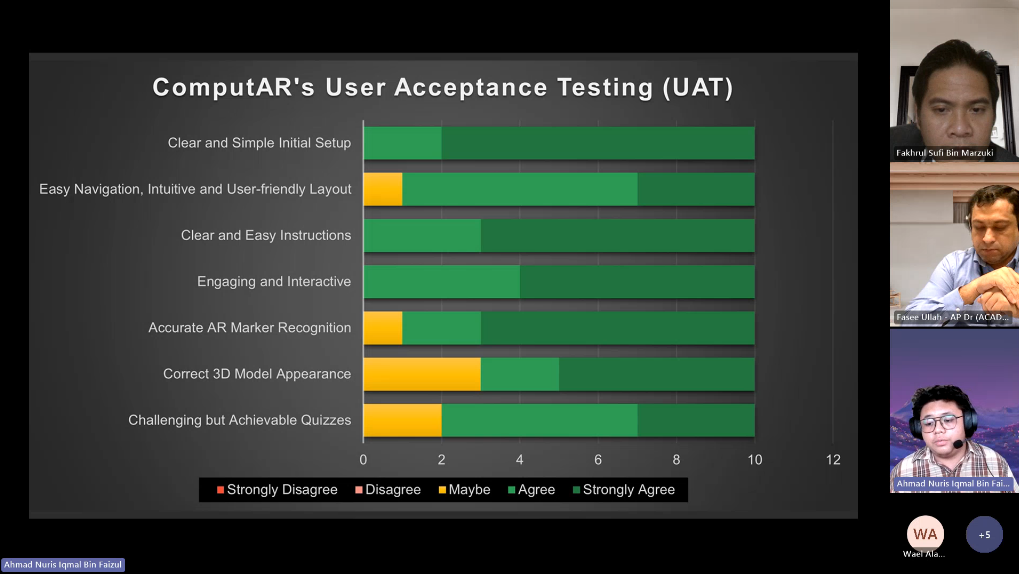 ComputAR's User Acceptance Testing (UAT)
Clear and Simple Initial Setup
Easy Navigation, Intuitive and User-friendly Layout
Clear and Easy Instructions
Engaging and Interactive
Accurate AR Marker Recognition
Correct 3D Model Appearance
Challenging but Achievable Quizzes
0 2 4 6 8 10 12
Strongly Disagree Disagree Maybe Agree Strongly Agree
Fakhrul Sufi Bin Marzuki
Fasee Ullah - AP Dr (ACAD...
Ahmad Nuris Iqmal Bin Fai...
WA
+5
Wael Ala...
Ahmad Nuris Iqmal Bin Faizul